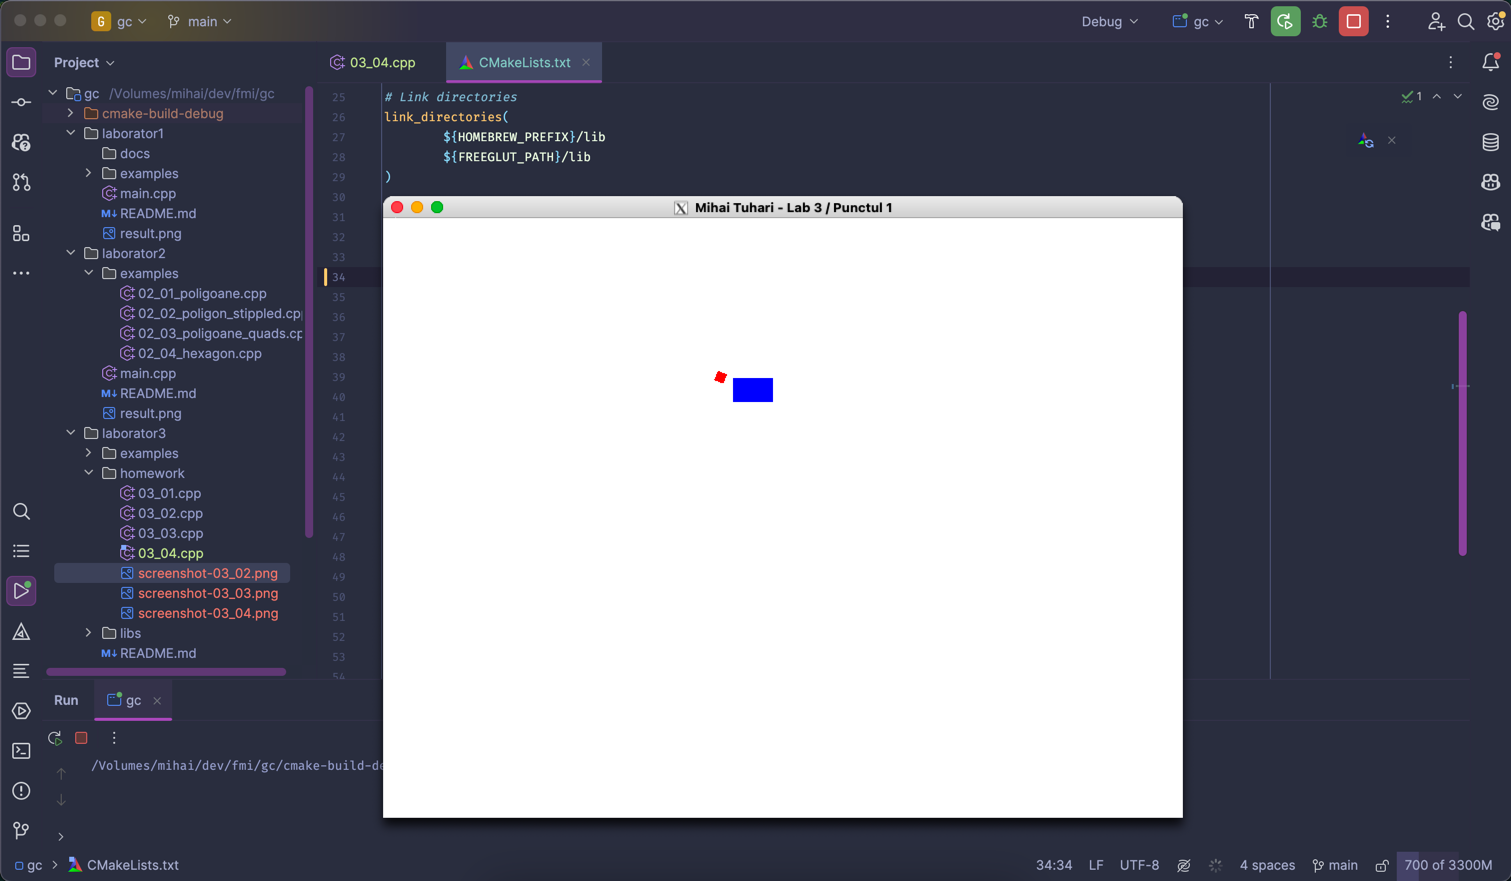 G gc main Debug gc
Project
03_04.cpp
CMakeLists.txt
gc /Volumes/mihai/dev/fmi/gc
cmake-build-debug
laborator1
docs
examples
main.cpp
M↓ README.md
result.png
laborator2
examples
02_01_poligoane.cpp
02_02_poligon_stippled.cp
02_03_poligoane_quads.cp
02_04_hexagon.cpp
main.cpp
M↓ README.md
result.png
laborator3
examples
homework
03_01.cpp
03_02.cpp
03_03.cpp
03_04.cpp
screenshot-03_02.png
screenshot-03_03.png
screenshot-03_04.png
libs
M↓ README.md
25 # Link directories
26 link_directories(
27 ${HOMEBREW_PREFIX}/lib
28 ${FREEGLUT_PATH}/lib
29 )
30
31
32
33
34
35
36
37
38
39
40
41
42
43
44
45
46
47
48
49
50
51
52
53
54
1
X Mihai Tuhari - Lab 3 / Punctul 1
Run gc
/Volumes/mihai/dev/fmi/gc/cmake-build-de
gc > CMakeLists.txt
34:34 LF UTF-8 4 spaces main 700 of 3300M